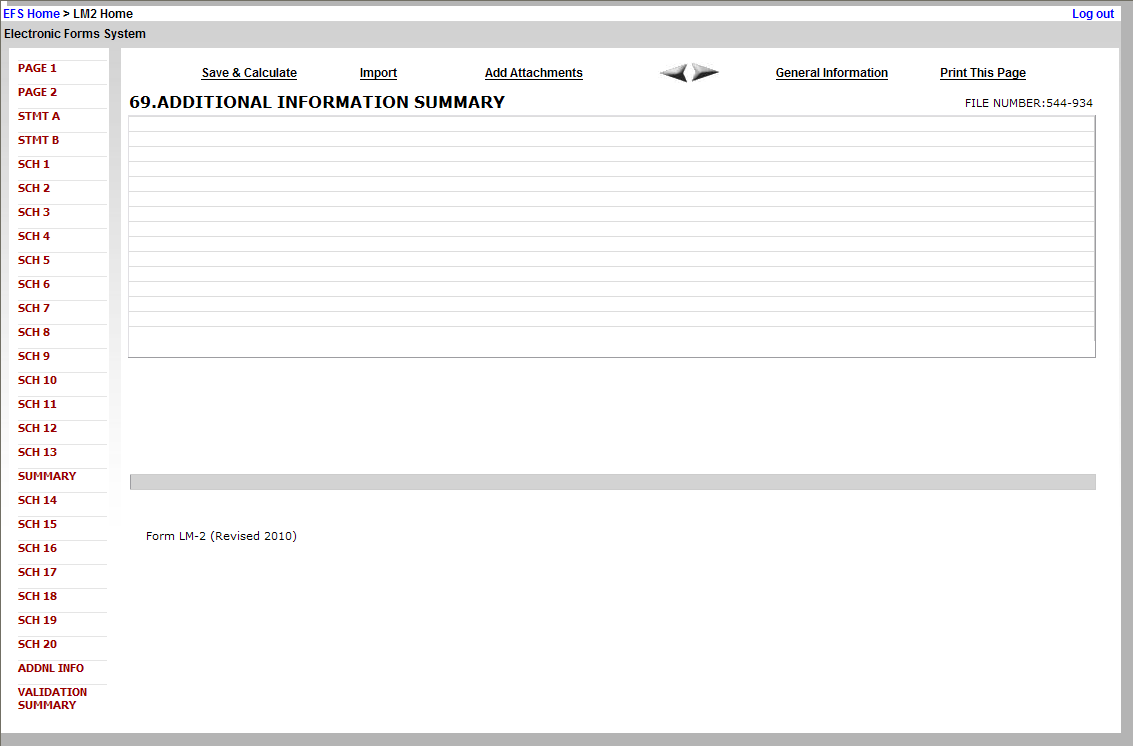 EFS Home > LM2 Home
Log out
Electronic Forms System
PAGE 1
PAGE 2
STMT A
STMT B
SCH 1
SCH 2
SCH 3
SCH 4
SCH 5
SCH 6
SCH 7
SCH 8
SCH 9
SCH 10
SCH 11
SCH 12
SCH 13
SUMMARY
SCH 14
SCH 15
SCH 16
SCH 17
SCH 18
SCH 19
SCH 20
ADDNL INFO
VALIDATION
SUMMARY
Save & Calculate
Import
Add Attachments
General Information
Print This Page
69.ADDITIONAL INFORMATION SUMMARY
FILE NUMBER:544-934
Form LM-2 (Revised 2010)